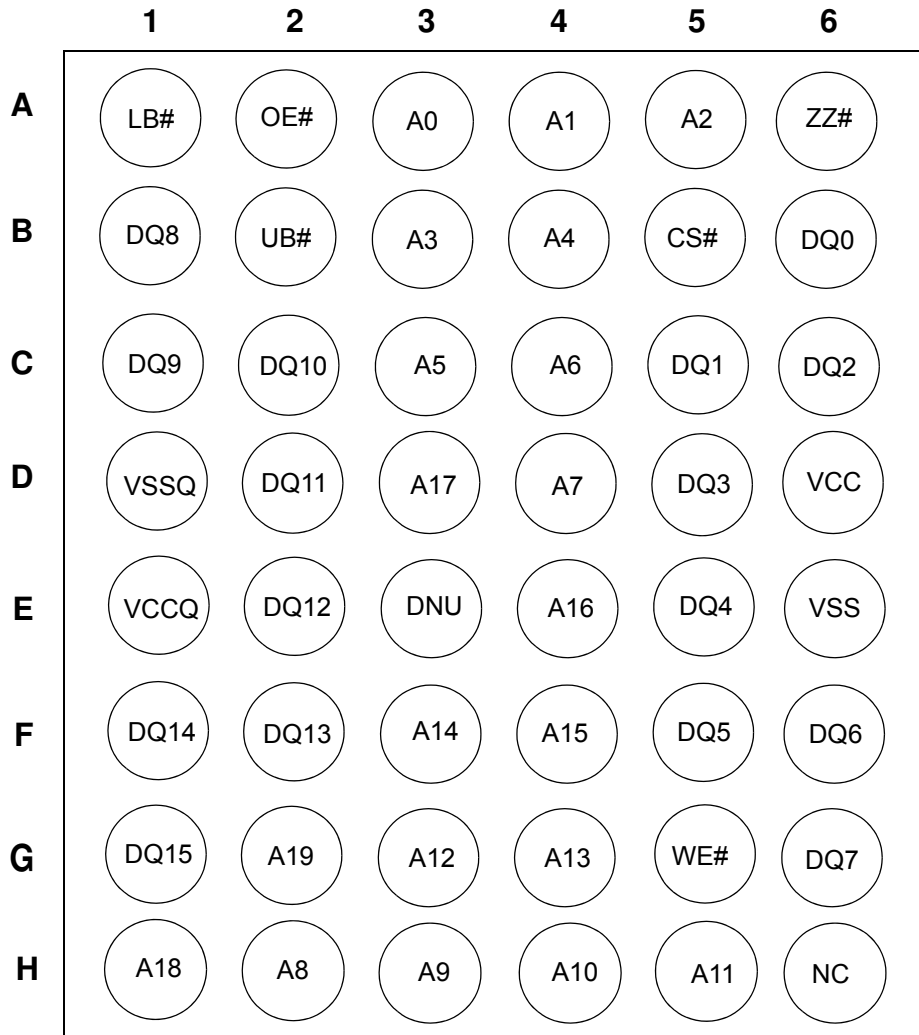 1 2 3 4 5 6
A LB# OE# A0 A1 A2 ZZ#
B DQ8 UB# A3 A4 CS# DQ0
C DQ9 DQ10 A5 A6 DQ1 DQ2
D VSSQ DQ11 A17 A7 DQ3 VCC
E VCCQ DQ12 DNU A16 DQ4 VSS
F DQ14 DQ13 A14 A15 DQ5 DQ6
G DQ15 A19 A12 A13 WE# DQ7
H A18 A8 A9 A10 A11 NC